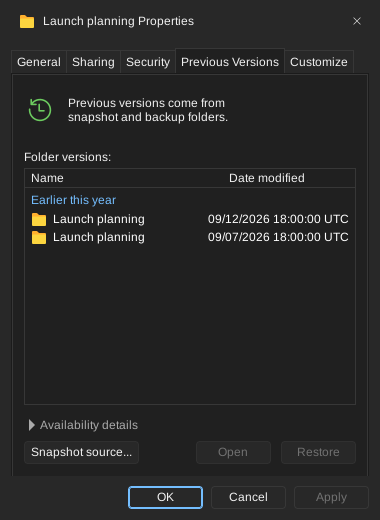 Launch planning Properties
General Sharing Security Previous Versions Customize
Previous versions come from
snapshot and backup folders.
Folder versions:
Name Date modified
Earlier this year
Launch planning 09/12/2026 18:00:00 UTC
Launch planning 09/07/2026 18:00:00 UTC
Availability details
Snapshot source... Open Restore
OK Cancel Apply